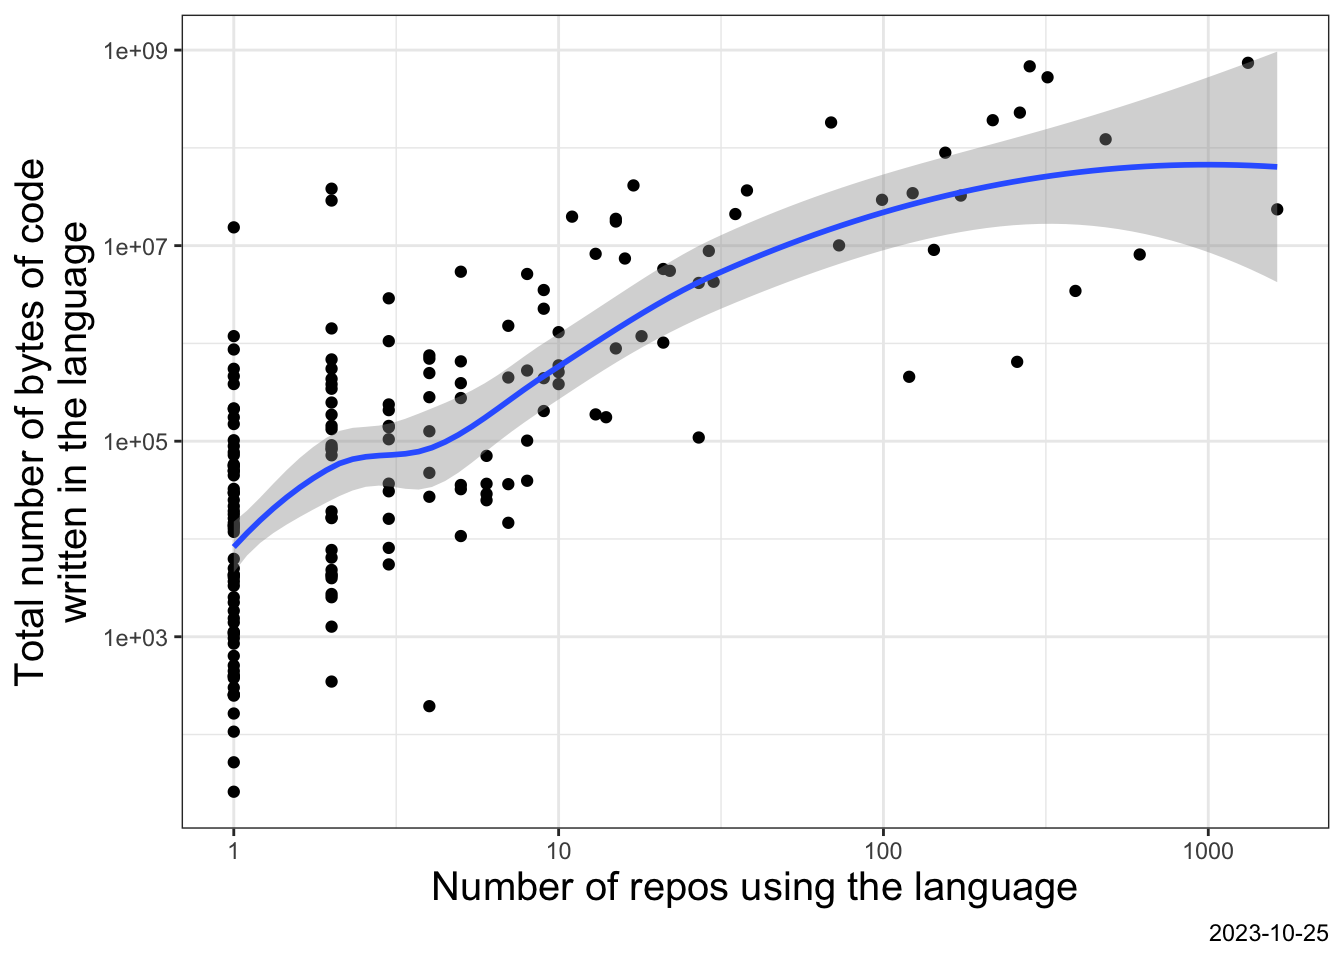 Total number of bytes of code
written in the language
1e+09
1e+07
1e+05
1e+03
1
10
100
1000
Number of repos using the language
2023-10-25